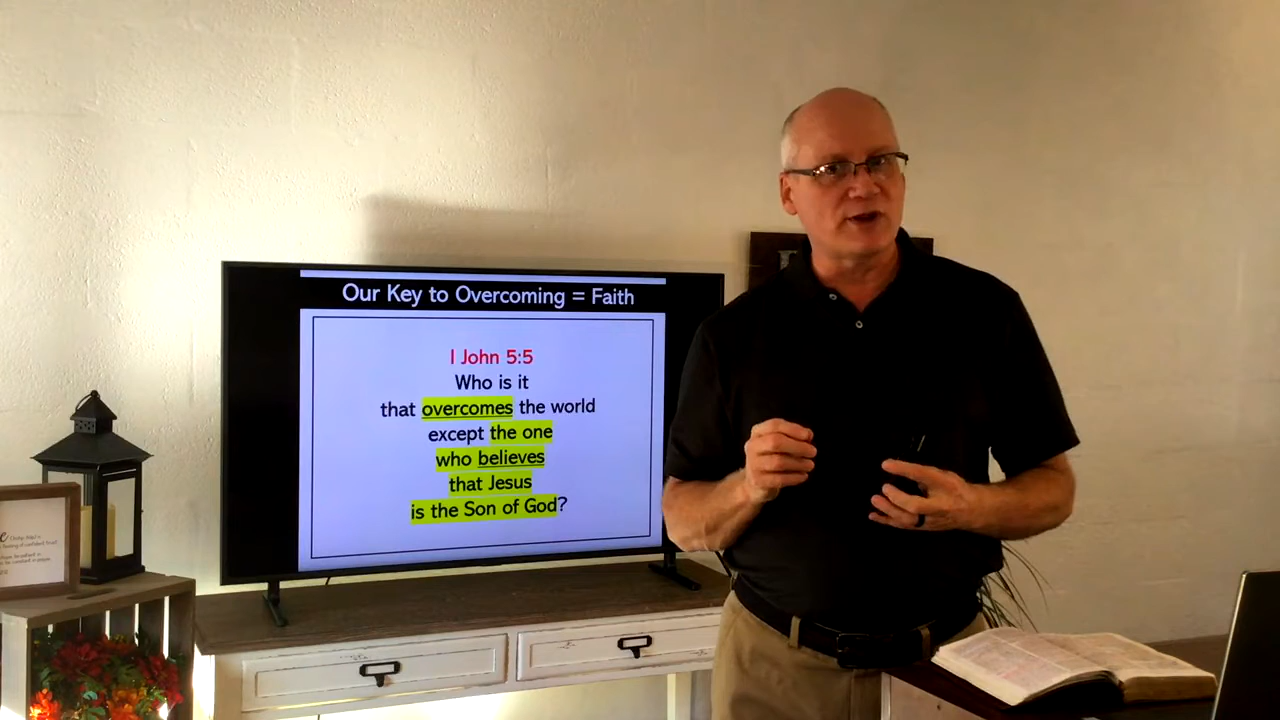 Our Key to Overcoming = Faith
I John 5:5
Who is it
that overcomes the world
except the one
who believes
that Jesus
is the Son of God?